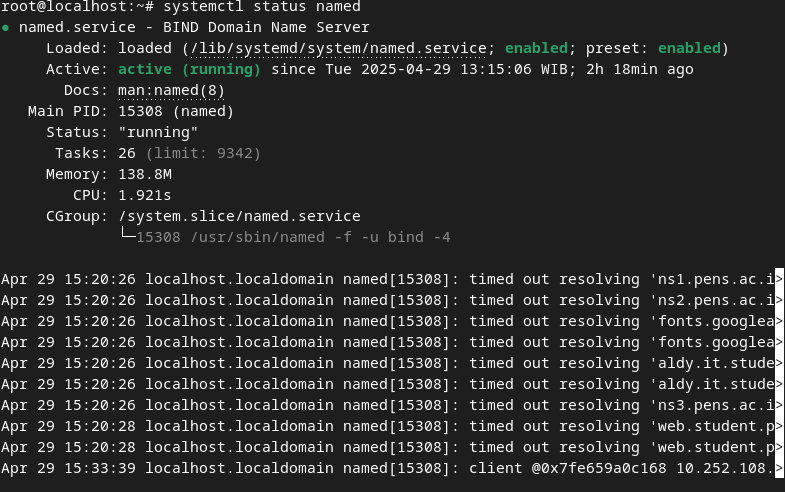 root@localhost:~# systemctl status named
● named.service - BIND Domain Name Server
     Loaded: loaded (/lib/systemd/system/named.service; enabled; preset: enabled)
     Active: active (running) since Tue 2025-04-29 13:15:06 WIB; 2h 18min ago
       Docs: man:named(8)
   Main PID: 15308 (named)
     Status: "running"
      Tasks: 26 (limit: 9342)
     Memory: 138.8M
        CPU: 1.921s
     CGroup: /system.slice/named.service
             └─15308 /usr/sbin/named -f -u bind -4

Apr 29 15:20:26 localhost.localdomain named[15308]: timed out resolving 'ns1.pens.ac.i>
Apr 29 15:20:26 localhost.localdomain named[15308]: timed out resolving 'ns2.pens.ac.i>
Apr 29 15:20:26 localhost.localdomain named[15308]: timed out resolving 'fonts.googlea>
Apr 29 15:20:26 localhost.localdomain named[15308]: timed out resolving 'fonts.googlea>
Apr 29 15:20:26 localhost.localdomain named[15308]: timed out resolving 'aldy.it.stude>
Apr 29 15:20:26 localhost.localdomain named[15308]: timed out resolving 'aldy.it.stude>
Apr 29 15:20:26 localhost.localdomain named[15308]: timed out resolving 'ns3.pens.ac.i>
Apr 29 15:20:28 localhost.localdomain named[15308]: timed out resolving 'web.student.p>
Apr 29 15:20:28 localhost.localdomain named[15308]: timed out resolving 'web.student.p>
Apr 29 15:33:39 localhost.localdomain named[15308]: client @0x7fe659a0c168 10.252.108.>